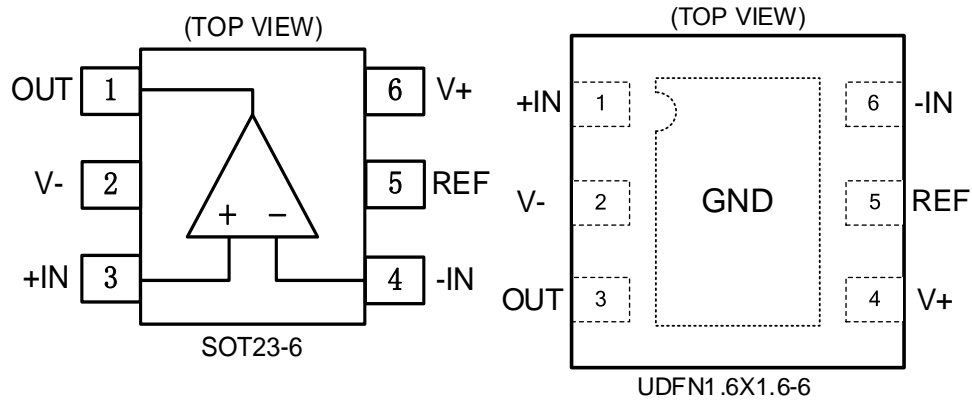 (TOP VIEW)
OUT 1 6 V+
V- 2 5 REF
+ −
+IN 3 4 -IN
SOT23-6
(TOP VIEW)
+IN 1 6 -IN
V- 2 GND 5 REF
OUT 3 4 V+
UDFN1.6X1.6-6